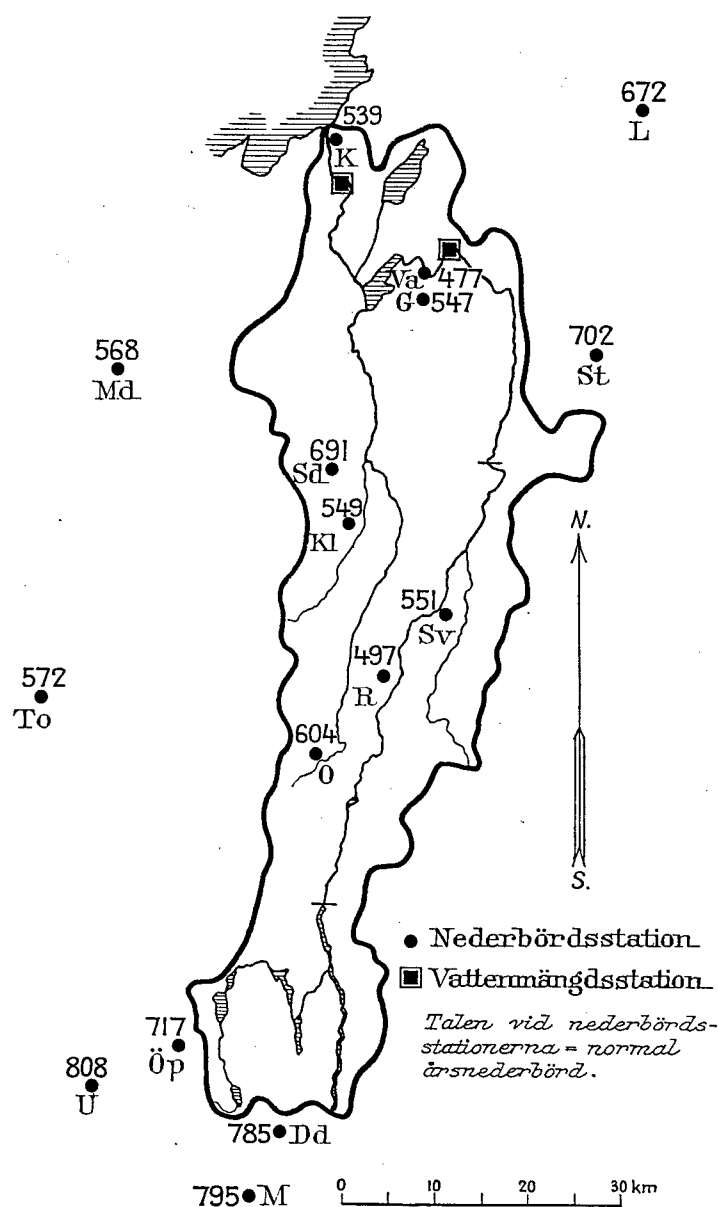 672
L
539
K
Va 477
G 547
702
St
568
Md
691
Sd
549
Kl
N.
551
Sv
497
R
572
To
604
O
S.
Nederbördsstation
Vattenmängdsstation
Talen vid nederbörds-
stationerna = normal
årsnederbörd.
717
Öp
808
U
785 Dd
795 M
0 10 20 30 km